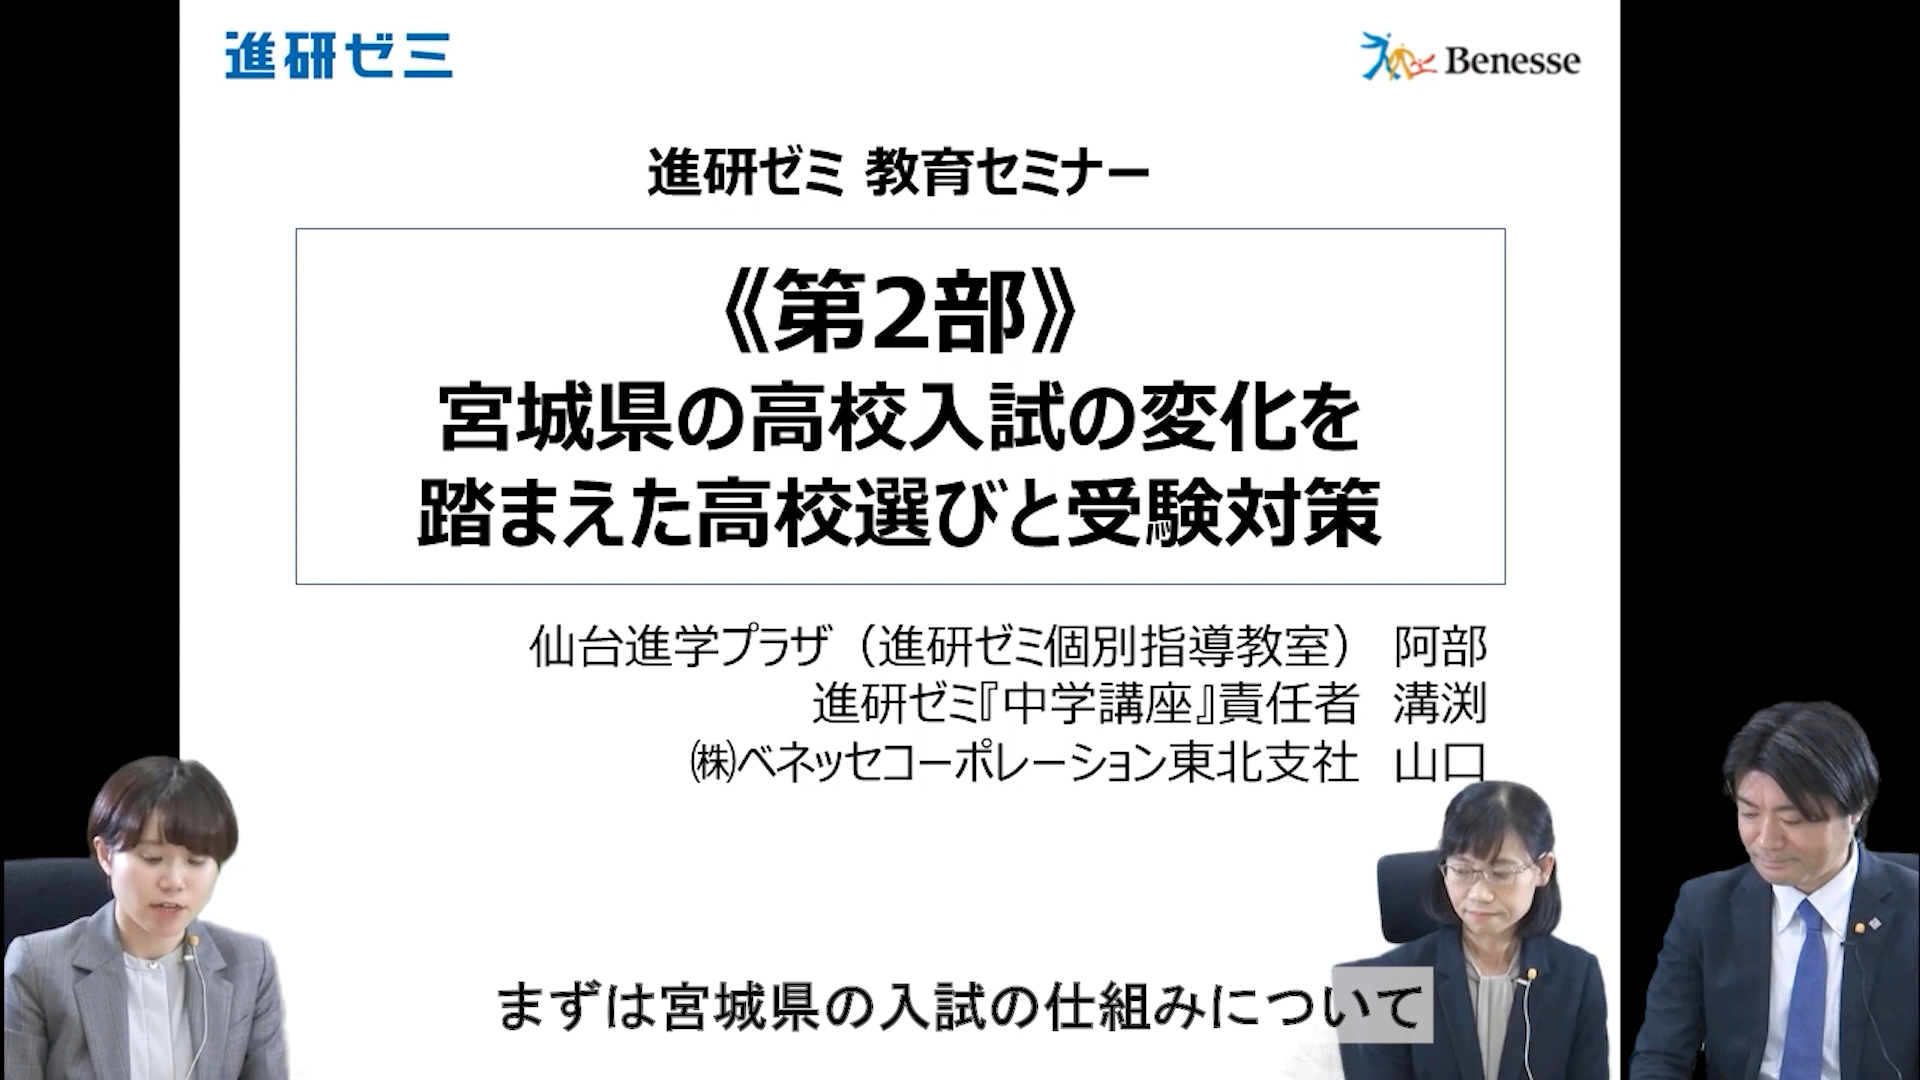 進研ゼミ
Benesse
進研ゼミ 教育セミナー
《第2部》
宮城県の高校入試の変化を
踏まえた高校選びと受験対策
仙台進学プラザ（進研ゼミ個別指導教室） 阿部
進研ゼミ『中学講座』責任者 溝渕
㈱ベネッセコーポレーション東北支社 山口
まずは宮城県の入試の仕組みについて